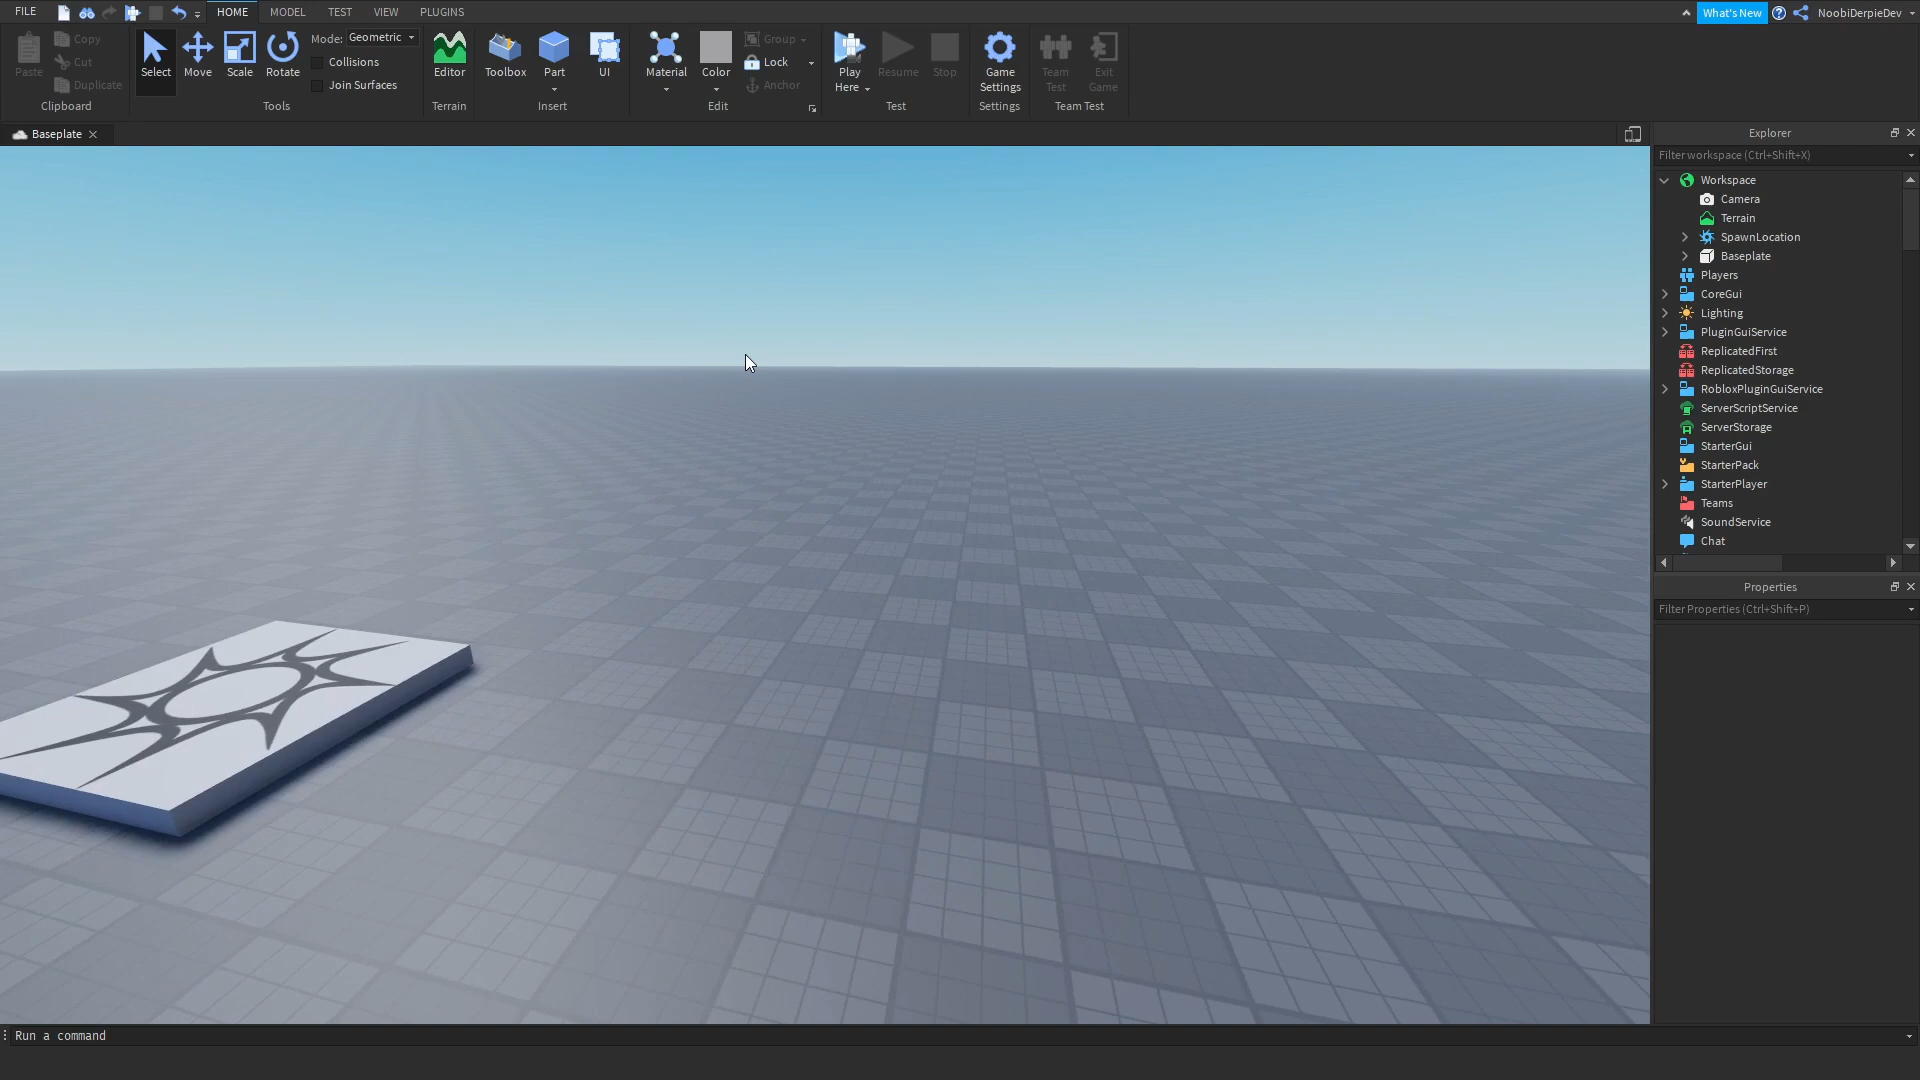 FILE HOME MODEL TEST VIEW PLUGINS What's New NoobiDerpieDev
Paste Copy Cut Duplicate Clipboard
Select Move Scale Rotate Mode: Geometric Collisions Join Surfaces Tools
Editor Terrain
Toolbox Part UI Insert
Material Color Group Lock Anchor Edit
Play Here Resume Stop Test
Game Settings Settings
Team Test Exit Game Team Test
Baseplate
Explorer
Filter workspace (Ctrl+Shift+X)
Workspace
Camera
Terrain
SpawnLocation
Baseplate
Players
CoreGui
Lighting
PluginGuiService
ReplicatedFirst
ReplicatedStorage
RobloxPluginGuiService
ServerScriptService
ServerStorage
StarterGui
StarterPack
StarterPlayer
Teams
SoundService
Chat
Properties
Filter Properties (Ctrl+Shift+P)
Run a command